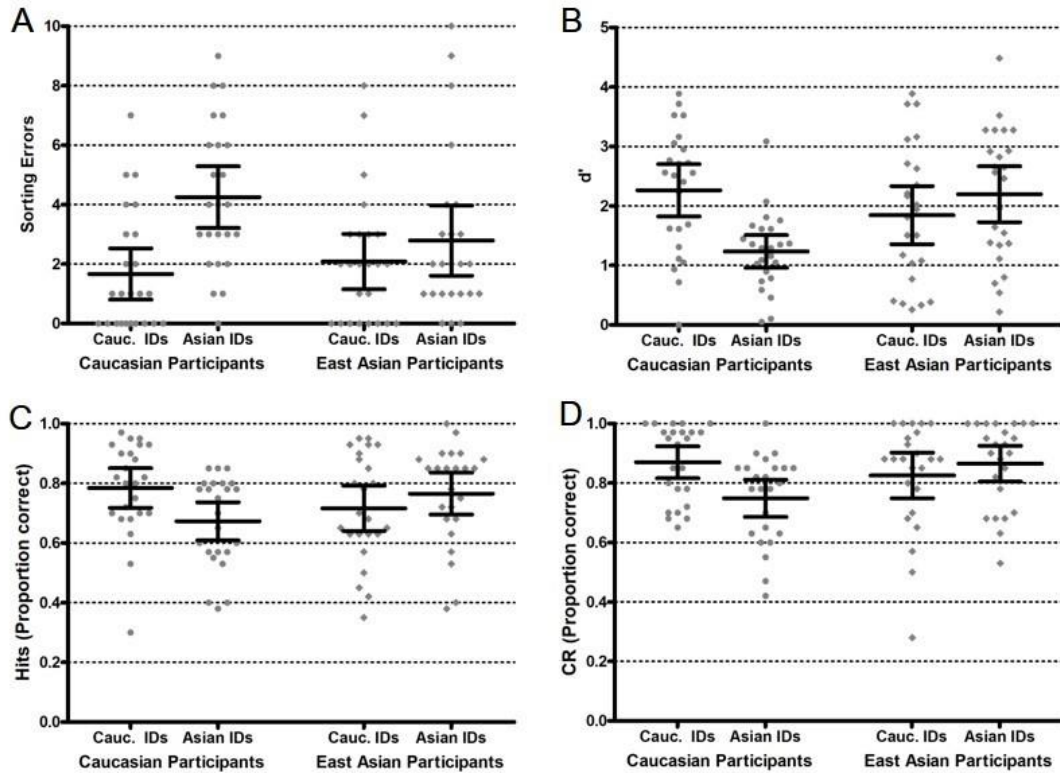 A
Sorting Errors
10
8
6
4
2
0
Cauc. IDs Asian IDs Cauc. IDs Asian IDs
Caucasian Participants East Asian Participants
B
d'
5
4
3
2
1
0
Cauc. IDs Asian IDs Cauc. IDs Asian IDs
Caucasian Participants East Asian Participants
C
Hits (Proportion correct)
1.0
0.8
0.6
0.4
0.2
0.0
Cauc. IDs Asian IDs Cauc. IDs Asian IDs
Caucasian Participants East Asian Participants
D
CR (Proportion correct)
1.0
0.8
0.6
0.4
0.2
0.0
Cauc. IDs Asian IDs Cauc. IDs Asian IDs
Caucasian Participants East Asian Participants